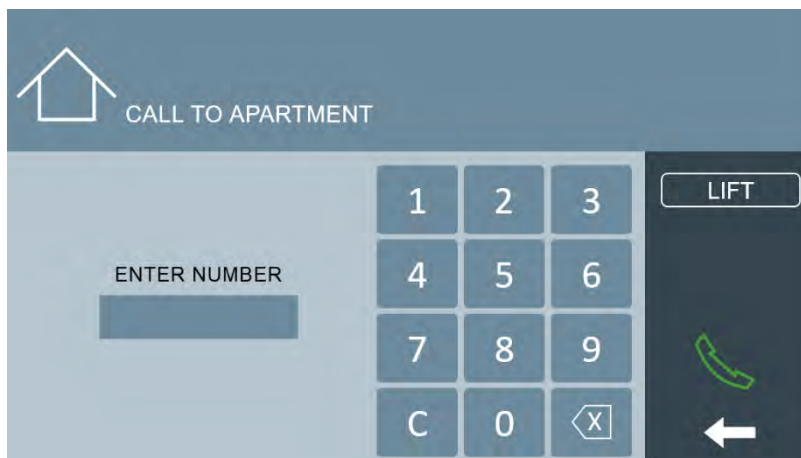 CALL TO APARTMENT
ENTER NUMBER
1 2 3
4 5 6
7 8 9
C 0 X
LIFT